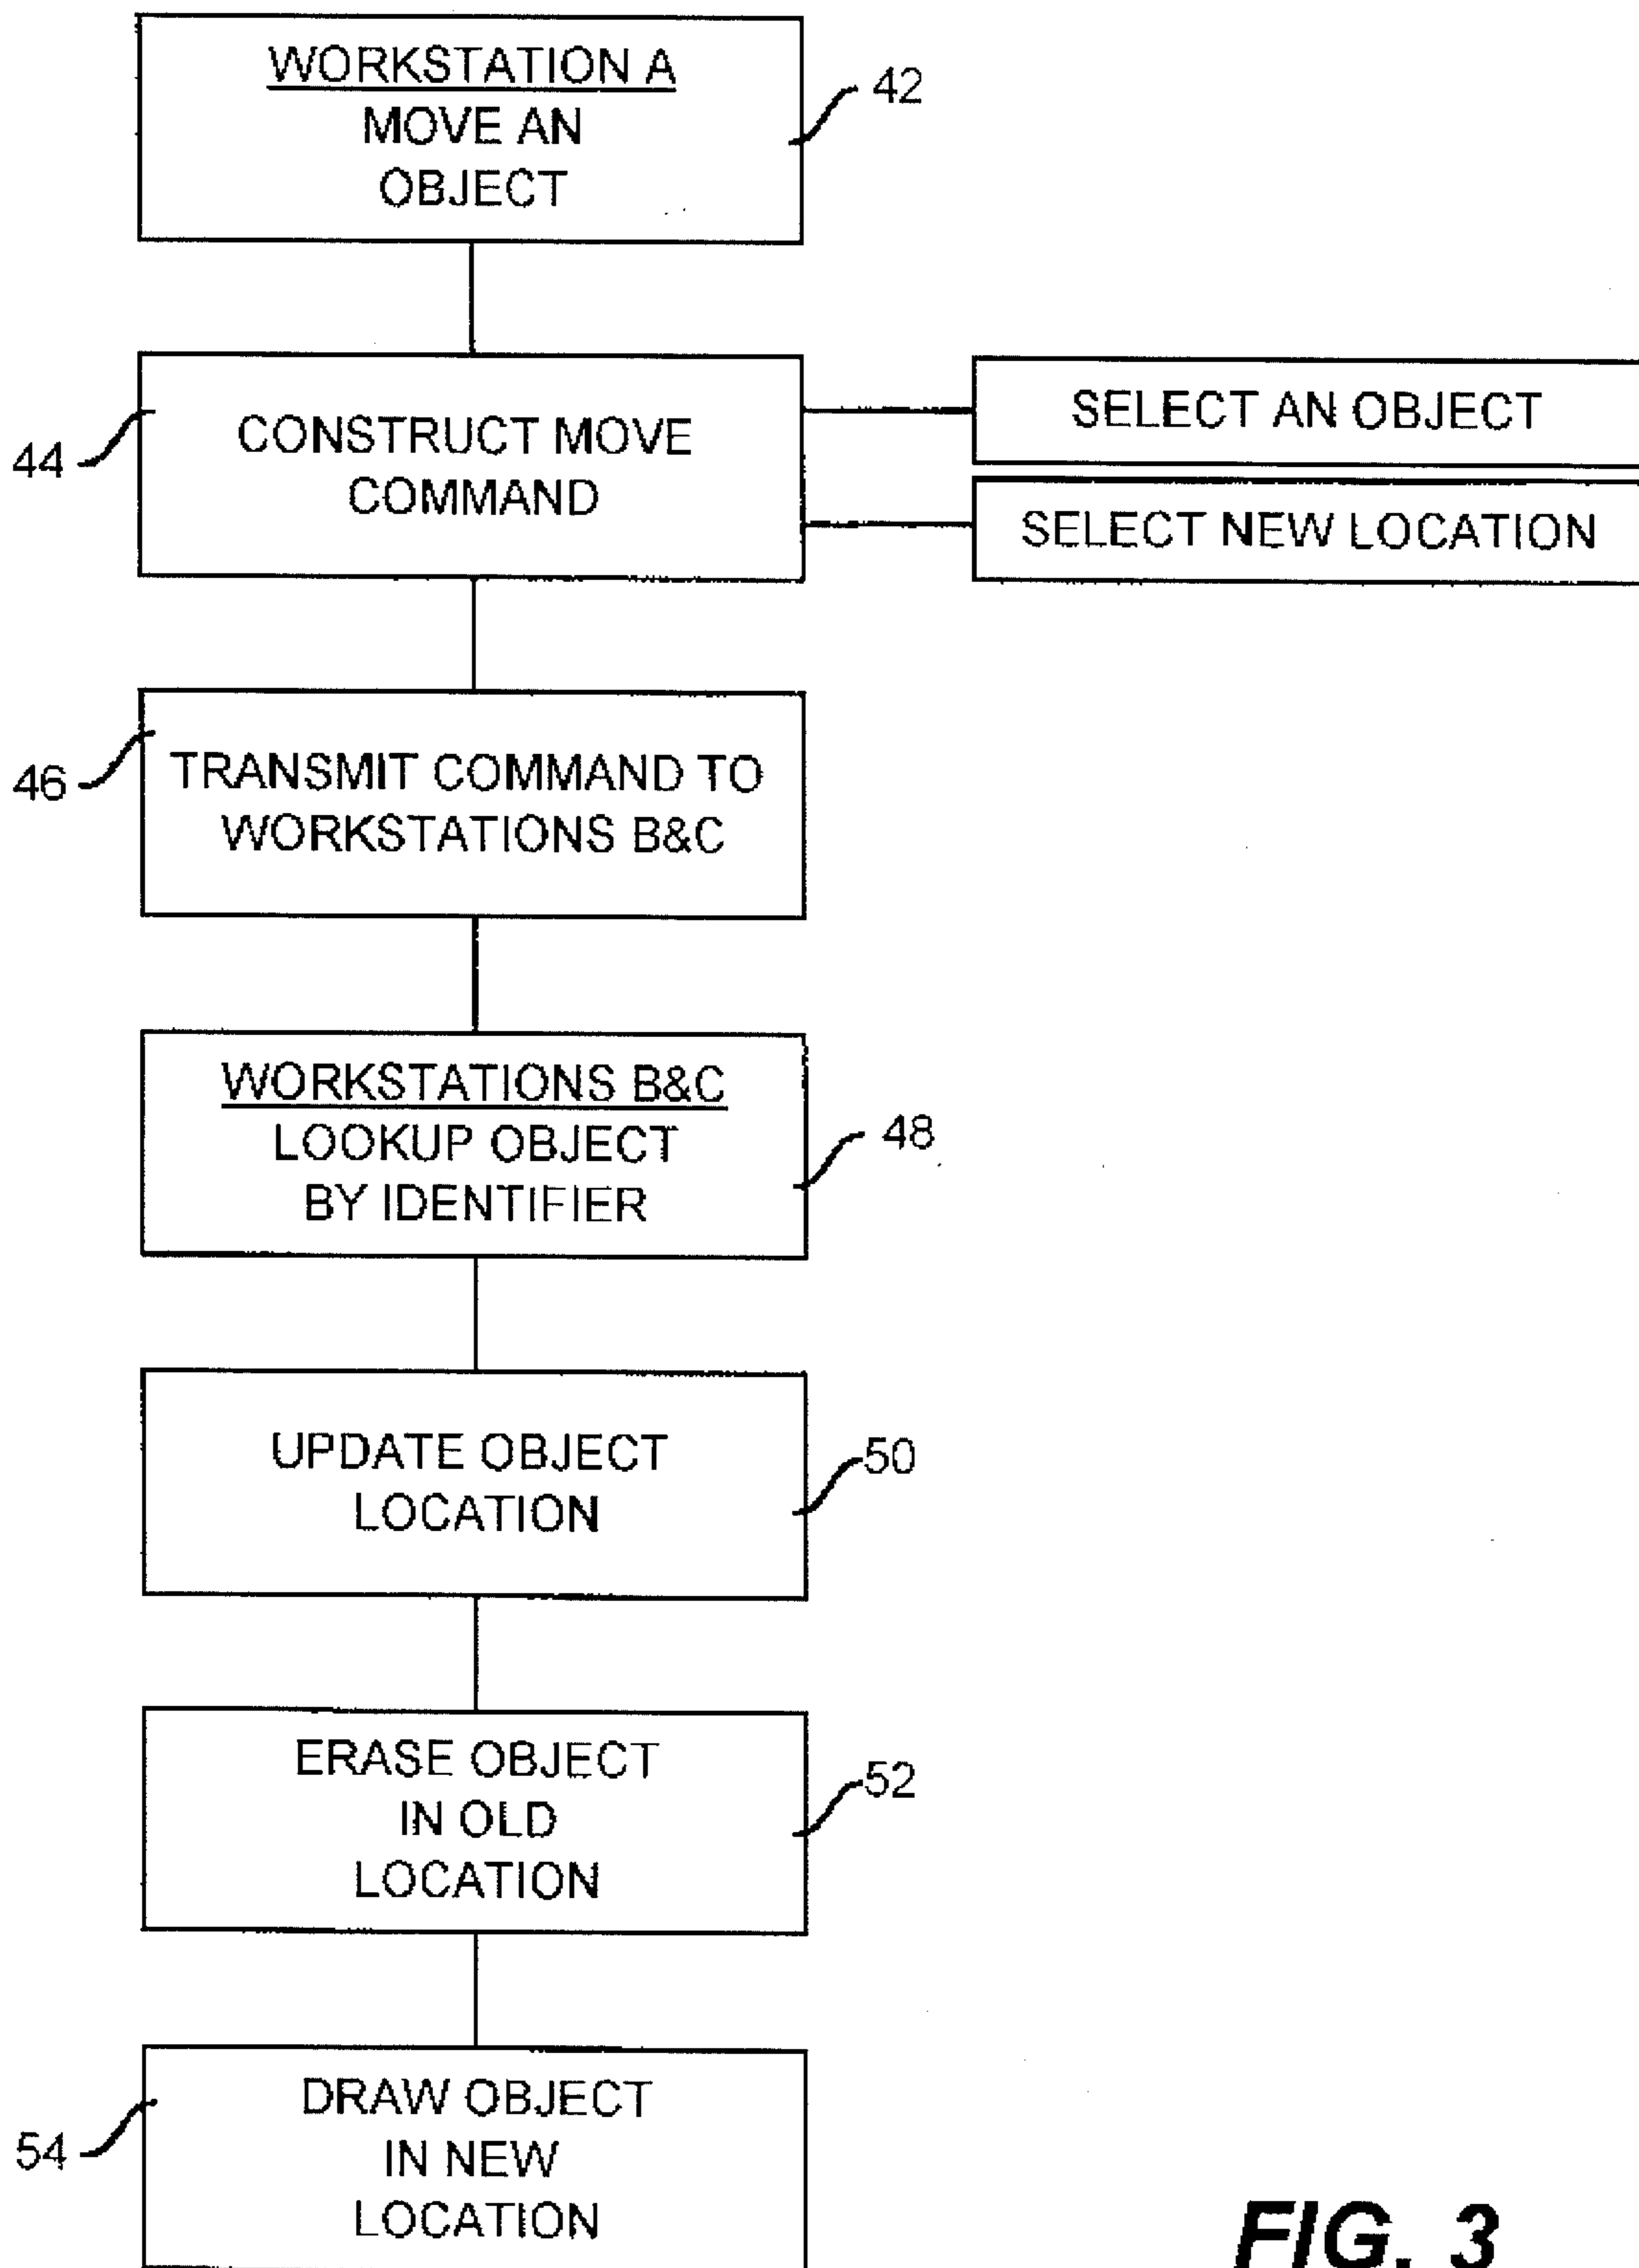 WORKSTATION A
MOVE AN
OBJECT
42
44
CONSTRUCT MOVE
COMMAND
SELECT AN OBJECT
SELECT NEW LOCATION
46
TRANSMIT COMMAND TO
WORKSTATIONS B&C
WORKSTATIONS B&C
LOOKUP OBJECT
BY IDENTIFIER
48
UPDATE OBJECT
LOCATION
50
ERASE OBJECT
IN OLD
LOCATION
52
54
DRAW OBJECT
IN NEW
LOCATION
FIG. 3